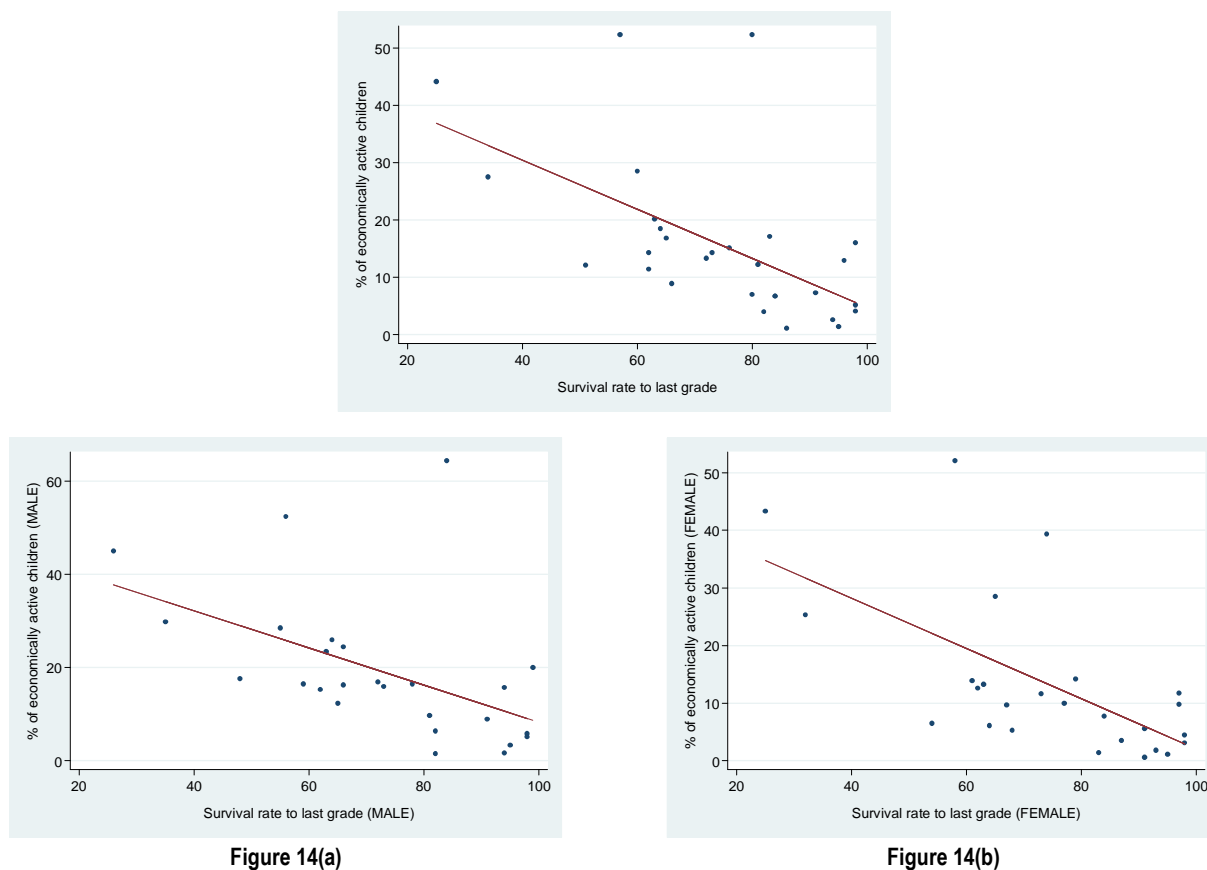 % of economically active children
50
40
30
20
10
0
20 40 60 80 100
Survival rate to last grade
% of economically active children (MALE)
60
40
20
0
20 40 60 80 100
Survival rate to last grade (MALE)
Figure 14(a)
% of economically active children (FEMALE)
50
40
30
20
10
0
20 40 60 80 100
Survival rate to last grade (FEMALE)
Figure 14(b)